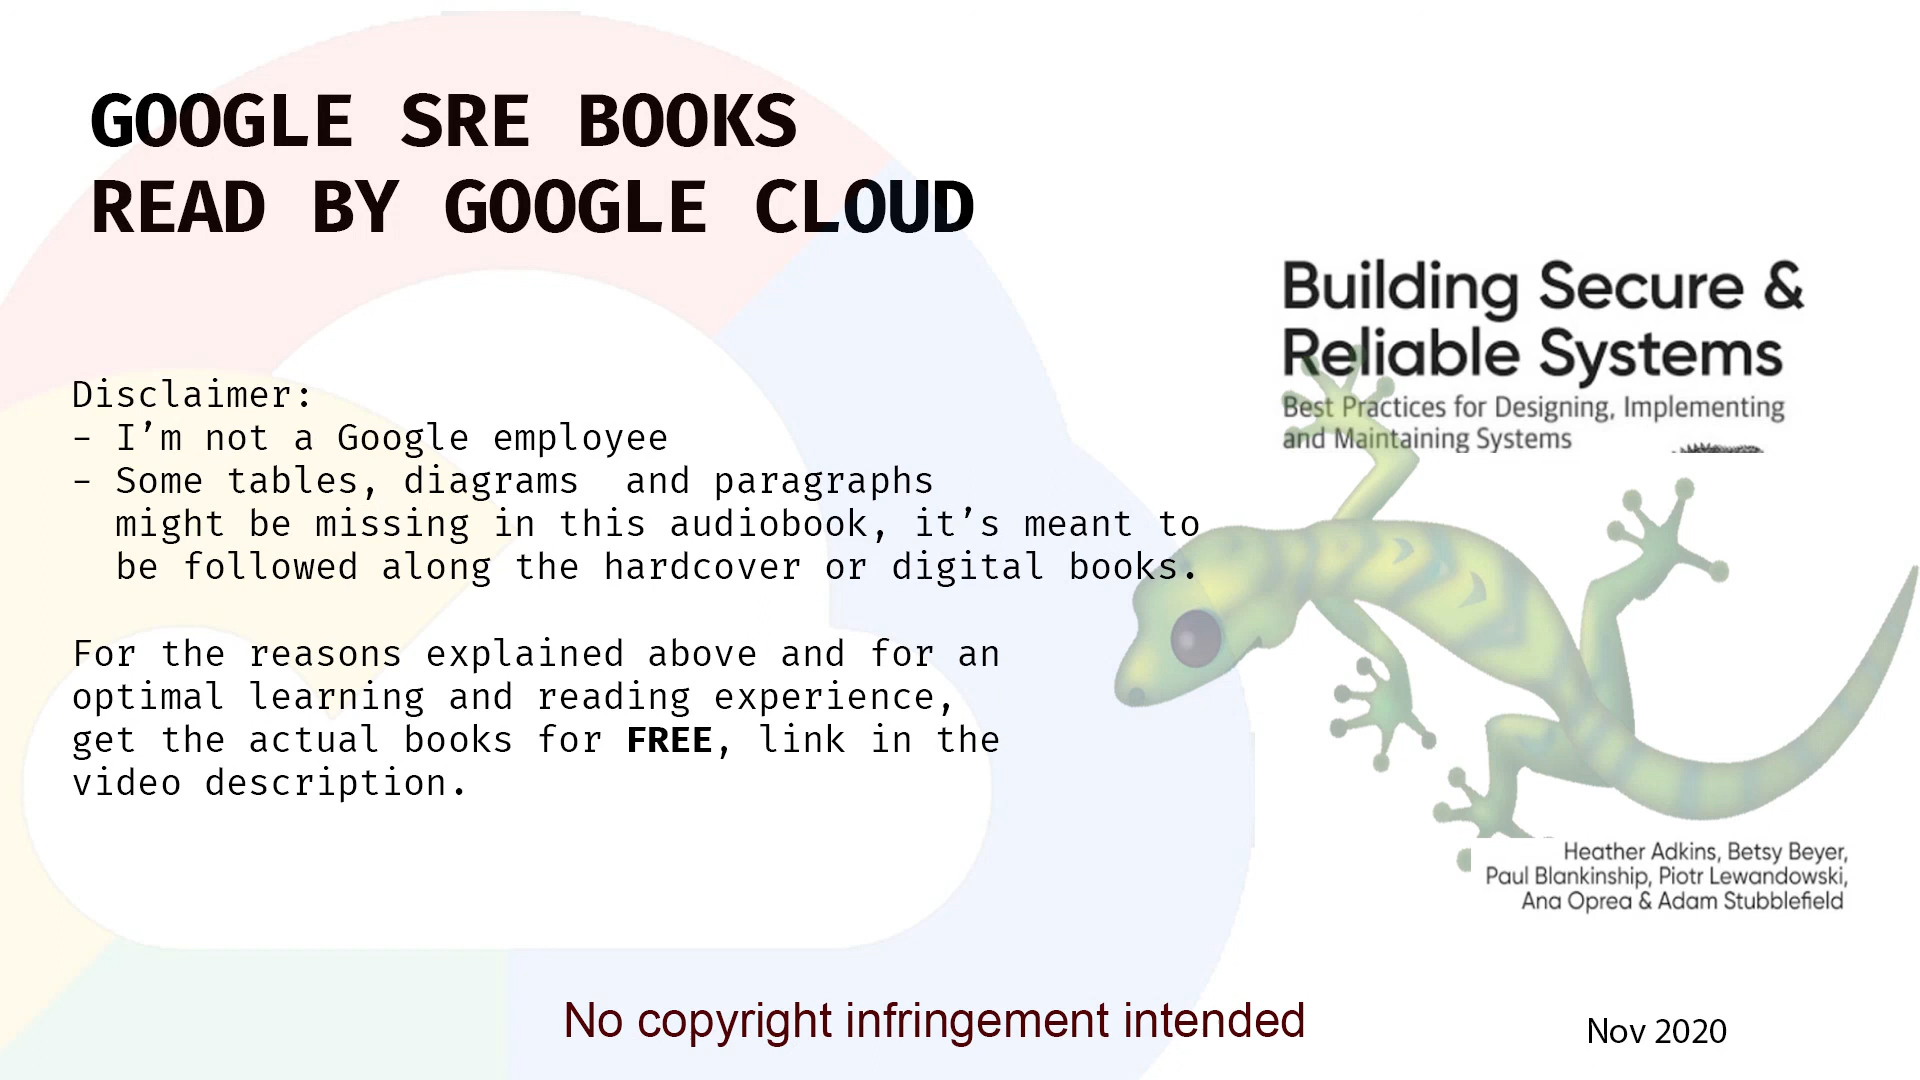 GOOGLE SRE BOOKS
READ BY GOOGLE CLOUD
Building Secure &
Reliable Systems
Best Practices for Designing, Implementing
and Maintaining Systems
Disclaimer:
- I’m not a Google employee
- Some tables, diagrams  and paragraphs
might be missing in this audiobook, it’s meant to
be followed along the hardcover or digital books.
For the reasons explained above and for an
optimal learning and reading experience,
get the actual books for FREE, link in the
video description.
Heather Adkins, Betsy Beyer,
Paul Blankinship, Piotr Lewandowski,
Ana Oprea & Adam Stubblefield
No copyright infringement intended
Nov 2020